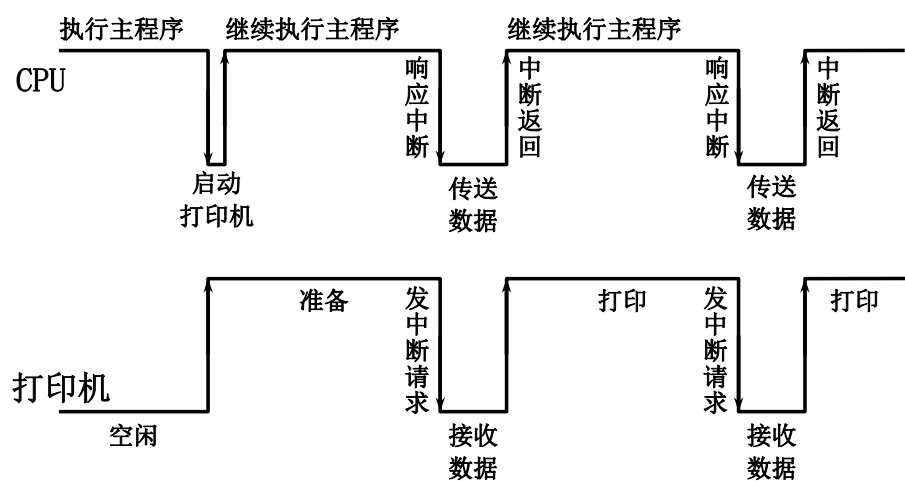 执行主程序
继续执行主程序
继续执行主程序
CPU
响应中断
中断返回
响应中断
中断返回
启动
打印机
传送
数据
传送
数据
准备
发中断请求
打印
发中断请求
打印
打印机
空闲
接收
数据
接收
数据